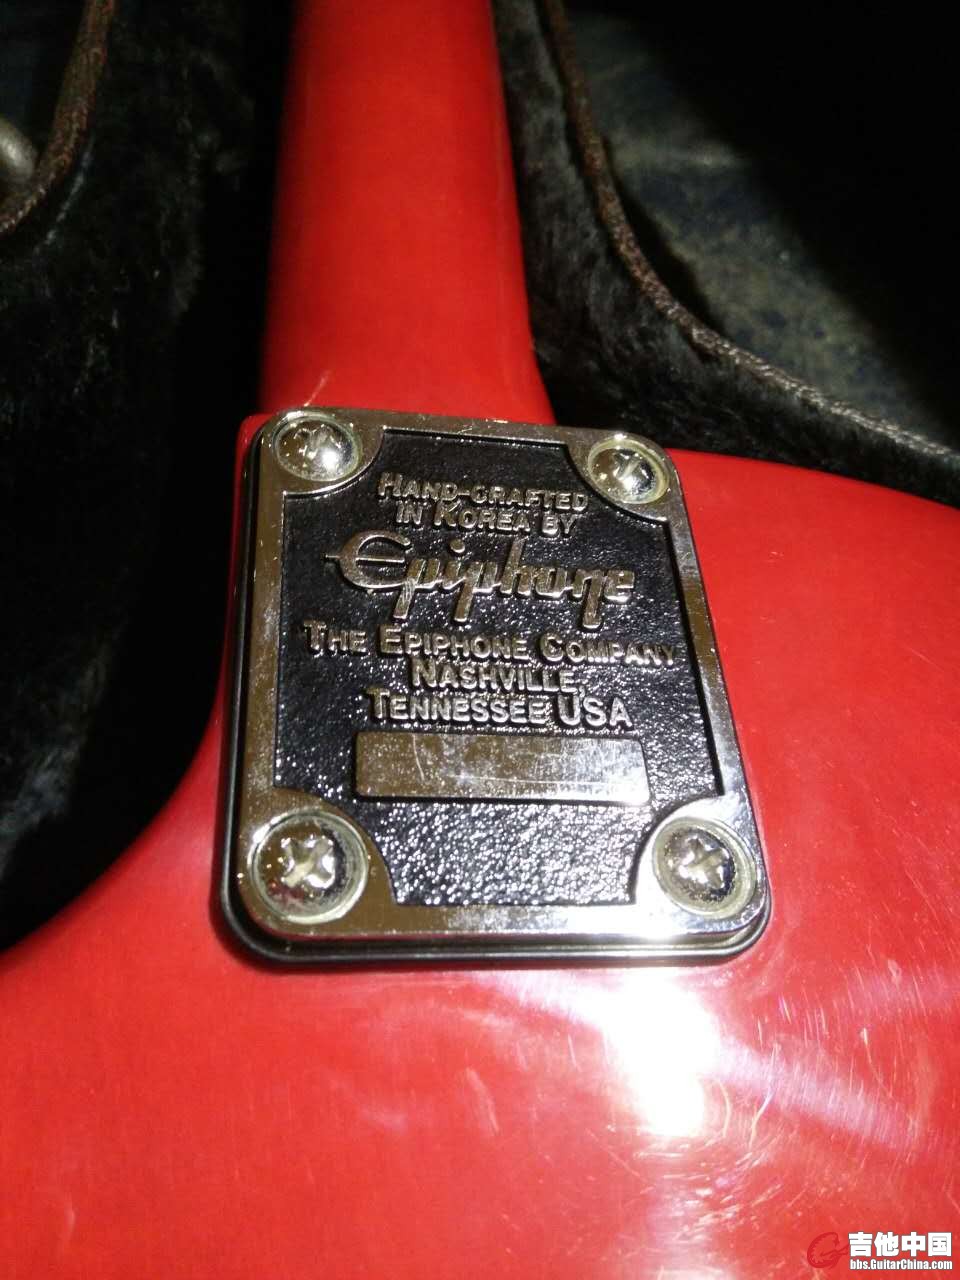 HAND-CRAFTED
IN KOREA BY
Epiphone
THE EPIPHONE COMPANY
NASHVILLE,
TENNESSEE USA
吉他中国
bbs.GuitarChina.com